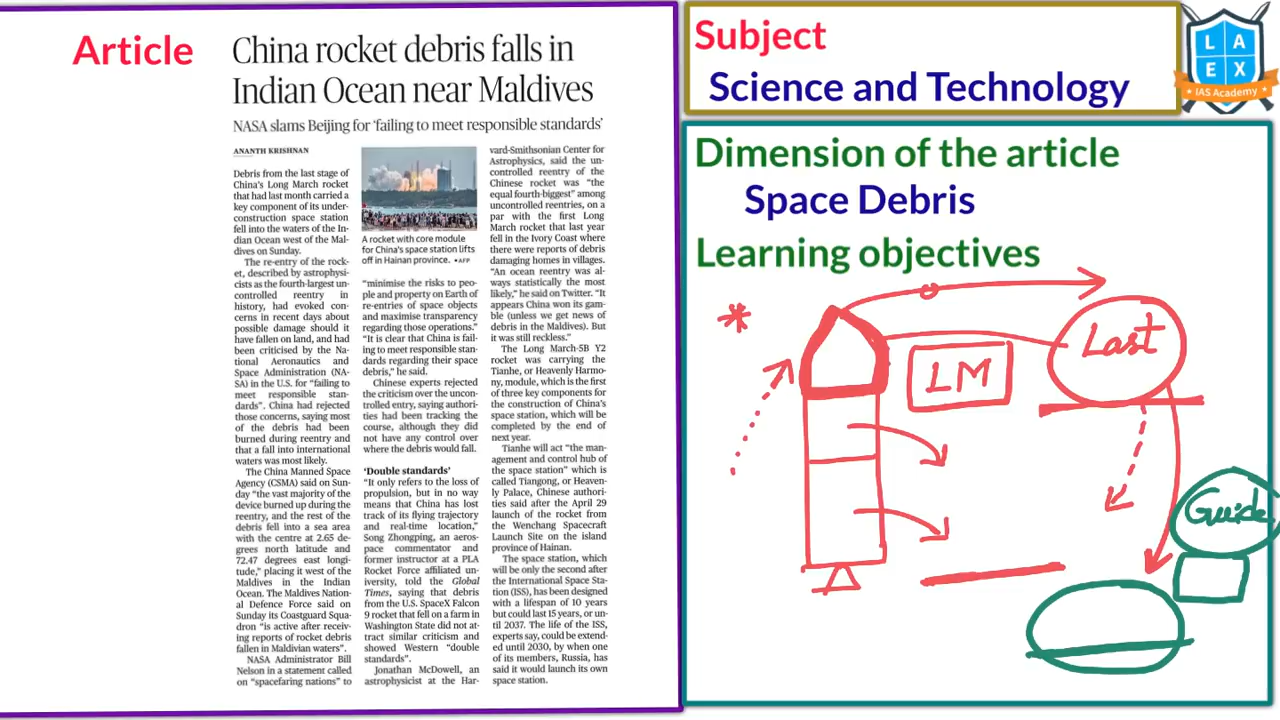 Article
China rocket debris falls in
Indian Ocean near Maldives
NASA slams Beijing for ‘failing to meet responsible standards’
ANANTH KRISHNAN
Debris from the last stage of
China’s Long March rocket
that had last month carried a
key component of its under-
construction space station
fell into the waters of the In-
dian Ocean west of the Mal-
dives on Sunday.
The re-entry of the rock-
et, described by astrophysi-
cists as the fourth-largest un-
controlled reentry in
history, had evoked con-
cerns in recent days about
possible damage should it
have fallen on land, and had
been criticised by the Na-
tional Aeronautics and
Space Administration (NA-
SA) in the U.S. for “failing to
meet responsible stan-
dards”. China had rejected
those concerns, saying most
of the debris had been
burned during reentry and
that a fall into international
waters was most likely.
The China Manned Space
Agency (CSMA) said on Sun-
day “the vast majority of the
device burned up during the
reentry, and the rest of the
debris fell into a sea area
with the centre at 2.65 de-
grees north latitude and
72.47 degrees east longi-
tude,” placing it west of the
Maldives in the Indian
Ocean. The Maldives Nation-
al Defence Force said on
Sunday its Coastguard Squa-
dron “is active after receiv-
ing reports of rocket debris
fallen in Maldivian waters”.
NASA Administrator Bill
Nelson in a statement called
on “spacefaring nations” to
A rocket with core module
for China’s space station lifts
off in Hainan province. •AFP
“minimise the risks to peo-
ple and property on Earth of
re-entries of space objects
and maximise transparency
regarding those operations.”
“It is clear that China is fail-
ing to meet responsible stan-
dards regarding their space
debris,” he said.
Chinese experts rejected
the criticism over the uncon-
trolled entry, saying authori-
ties had been tracking the
course, although they did
not have any control over
where the debris would fall.
‘Double standards’
“It only refers to the loss of
propulsion, but in no way
means that China has lost
track of its flying trajectory
and real-time location,”
Song Zhongping, an aeros-
pace commentator and
former instructor at a PLA
Rocket Force affiliated un-
iversity, told the Global
Times, saying that debris
from the U.S. SpaceX Falcon
9 rocket that fell on a farm in
Washington State did not at-
tract similar criticism and
showed Western “double
standards”.
Jonathan McDowell, an
astrophysicist at the Har-
vard-Smithsonian Center for
Astrophysics, said the un-
controlled reentry of the
Chinese rocket was “the
equal fourth-biggest” among
uncontrolled reentries, on
a par with the first Long
March rocket that last year
fell in the Ivory Coast where
there were reports of debris
damaging homes in villages.
“An ocean reentry was al-
ways statistically the most
likely,” he said on Twitter. “It
appears China won its gam-
ble (unless we get news of
debris in the Maldives). But
it was still reckless.”
The Long March-5B Y2
rocket was carrying the
Tianhe, or Heavenly Harmo-
ny, module, which is the first
of three key components for
the construction of China’s
space station, which will be
completed by the end of
next year.
Tianhe will act “the man-
agement and control hub of
the space station” which is
called Tiangong, or Heaven-
ly Palace, Chinese authori-
ties said after the April 29
launch of the rocket from
the Wenchang Spacecraft
Launch Site on the island
province of Hainan.
The space station, which
will be only the second after
the International Space Sta-
tion (ISS), has been designed
with a lifespan of 10 years
but could last 15 years, or un-
til 2037. The life of the ISS,
experts say, could be extend-
ed until 2030, by when one
of its members, Russia, has
said it would launch its own
space station.
Subject
Science and Technology
LA
EX
IAS Academy
Dimension of the article
Space Debris
Learning objectives
*
LM
Last
Guide